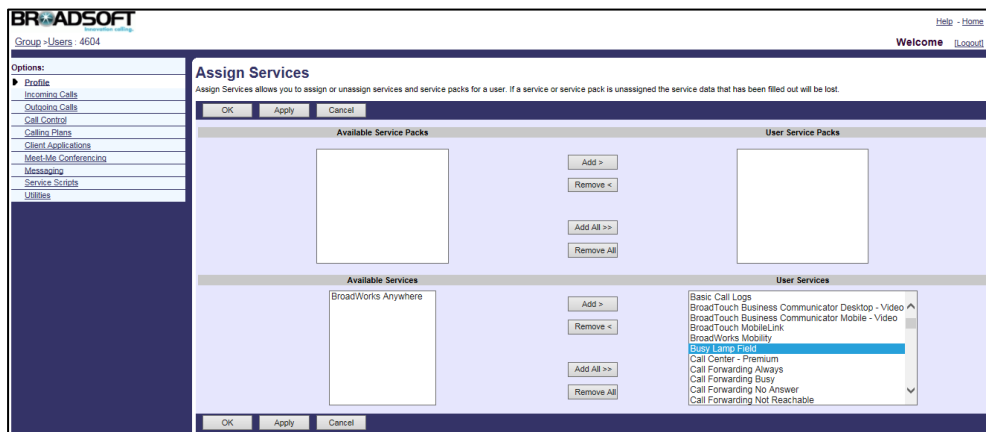 BROADSOFT
innovation calling.
Help - Home
Group >Users : 4604
Welcome [Logout]
Options:
Profile
Incoming Calls
Outgoing Calls
Call Control
Calling Plans
Client Applications
Meet-Me Conferencing
Messaging
Service Scripts
Utilities
Assign Services
Assign Services allows you to assign or unassign services and service packs for a user. If a service or service pack is unassigned the service data that has been filled out will be lost.
OK Apply Cancel
Available Service Packs User Service Packs
Add >
Remove <
Add All >>
Remove All
Available Services User Services
BroadWorks Anywhere
Add >
Remove <
Add All >>
Remove All
Basic Call Logs
BroadTouch Business Communicator Desktop - Video
BroadTouch Business Communicator Mobile - Video
BroadTouch MobileLink
BroadWorks Mobility
Busy Lamp Field
Call Center - Premium
Call Forwarding Always
Call Forwarding Busy
Call Forwarding No Answer
Call Forwarding Not Reachable
OK Apply Cancel